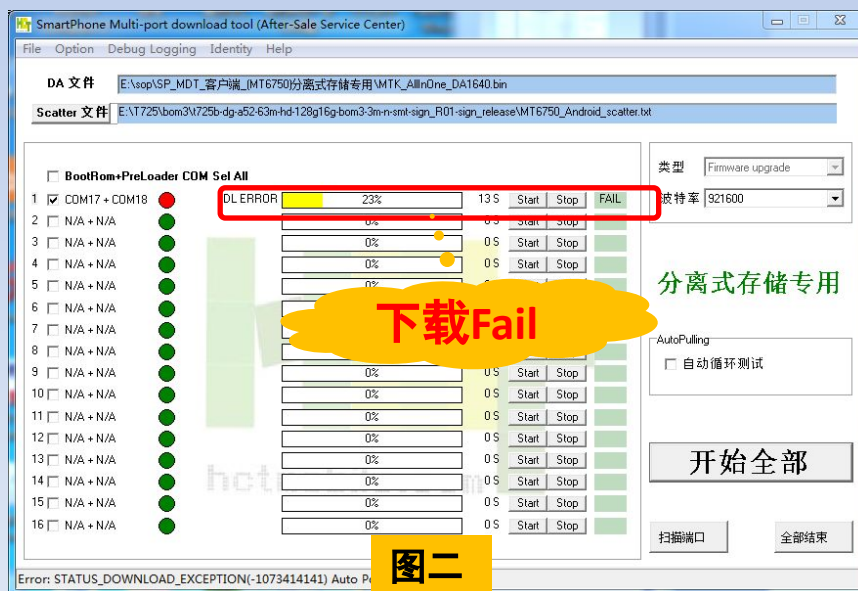 SmartPhone Multi-port download tool (After-Sale Service Center)
File Option Debug Logging Identity Help
DA 文件 E:\sop\SP_MDT_客户端_(MT6750)分离式存储专用\MTK_AllInOne_DA1640.bin
Scatter 文件 E:\T725\bom3\t725b-dg-a52-63m-hd-128g16g-bom3-3m-n-smt-sign_R01-sign_release\MT6750_Android_scatter.txt
BootRom+PreLoader COM Sel All
1 COM17 + COM18 DL ERROR 23% 13 S Start Stop FAIL
2 N/A + N/A 0% 0 S Start Stop
3 N/A + N/A 0% 0 S Start Stop
4 N/A + N/A 0% 0 S Start Stop
5 N/A + N/A 0%
6 N/A + N/A
7 N/A + N/A
8 N/A + N/A
9 N/A + N/A 0% 0 S Start Stop
10 N/A + N/A 0% 0 S Start Stop
11 N/A + N/A 0% 0 S Start Stop
12 N/A + N/A 0% 0 S Start Stop
13 N/A + N/A 0% 0 S Start Stop
14 N/A + N/A 0% 0 S Start Stop
15 N/A + N/A 0% 0 S Start Stop
16 N/A + N/A 0% 0 S Start Stop
下载Fail
类型 Firmware upgrade
波特率 921600
分离式存储专用
AutoPulling
自动循环测试
开始全部
扫描端口 全部结束
图二
Error: STATUS_DOWNLOAD_EXCEPTION(-1073414141) Auto